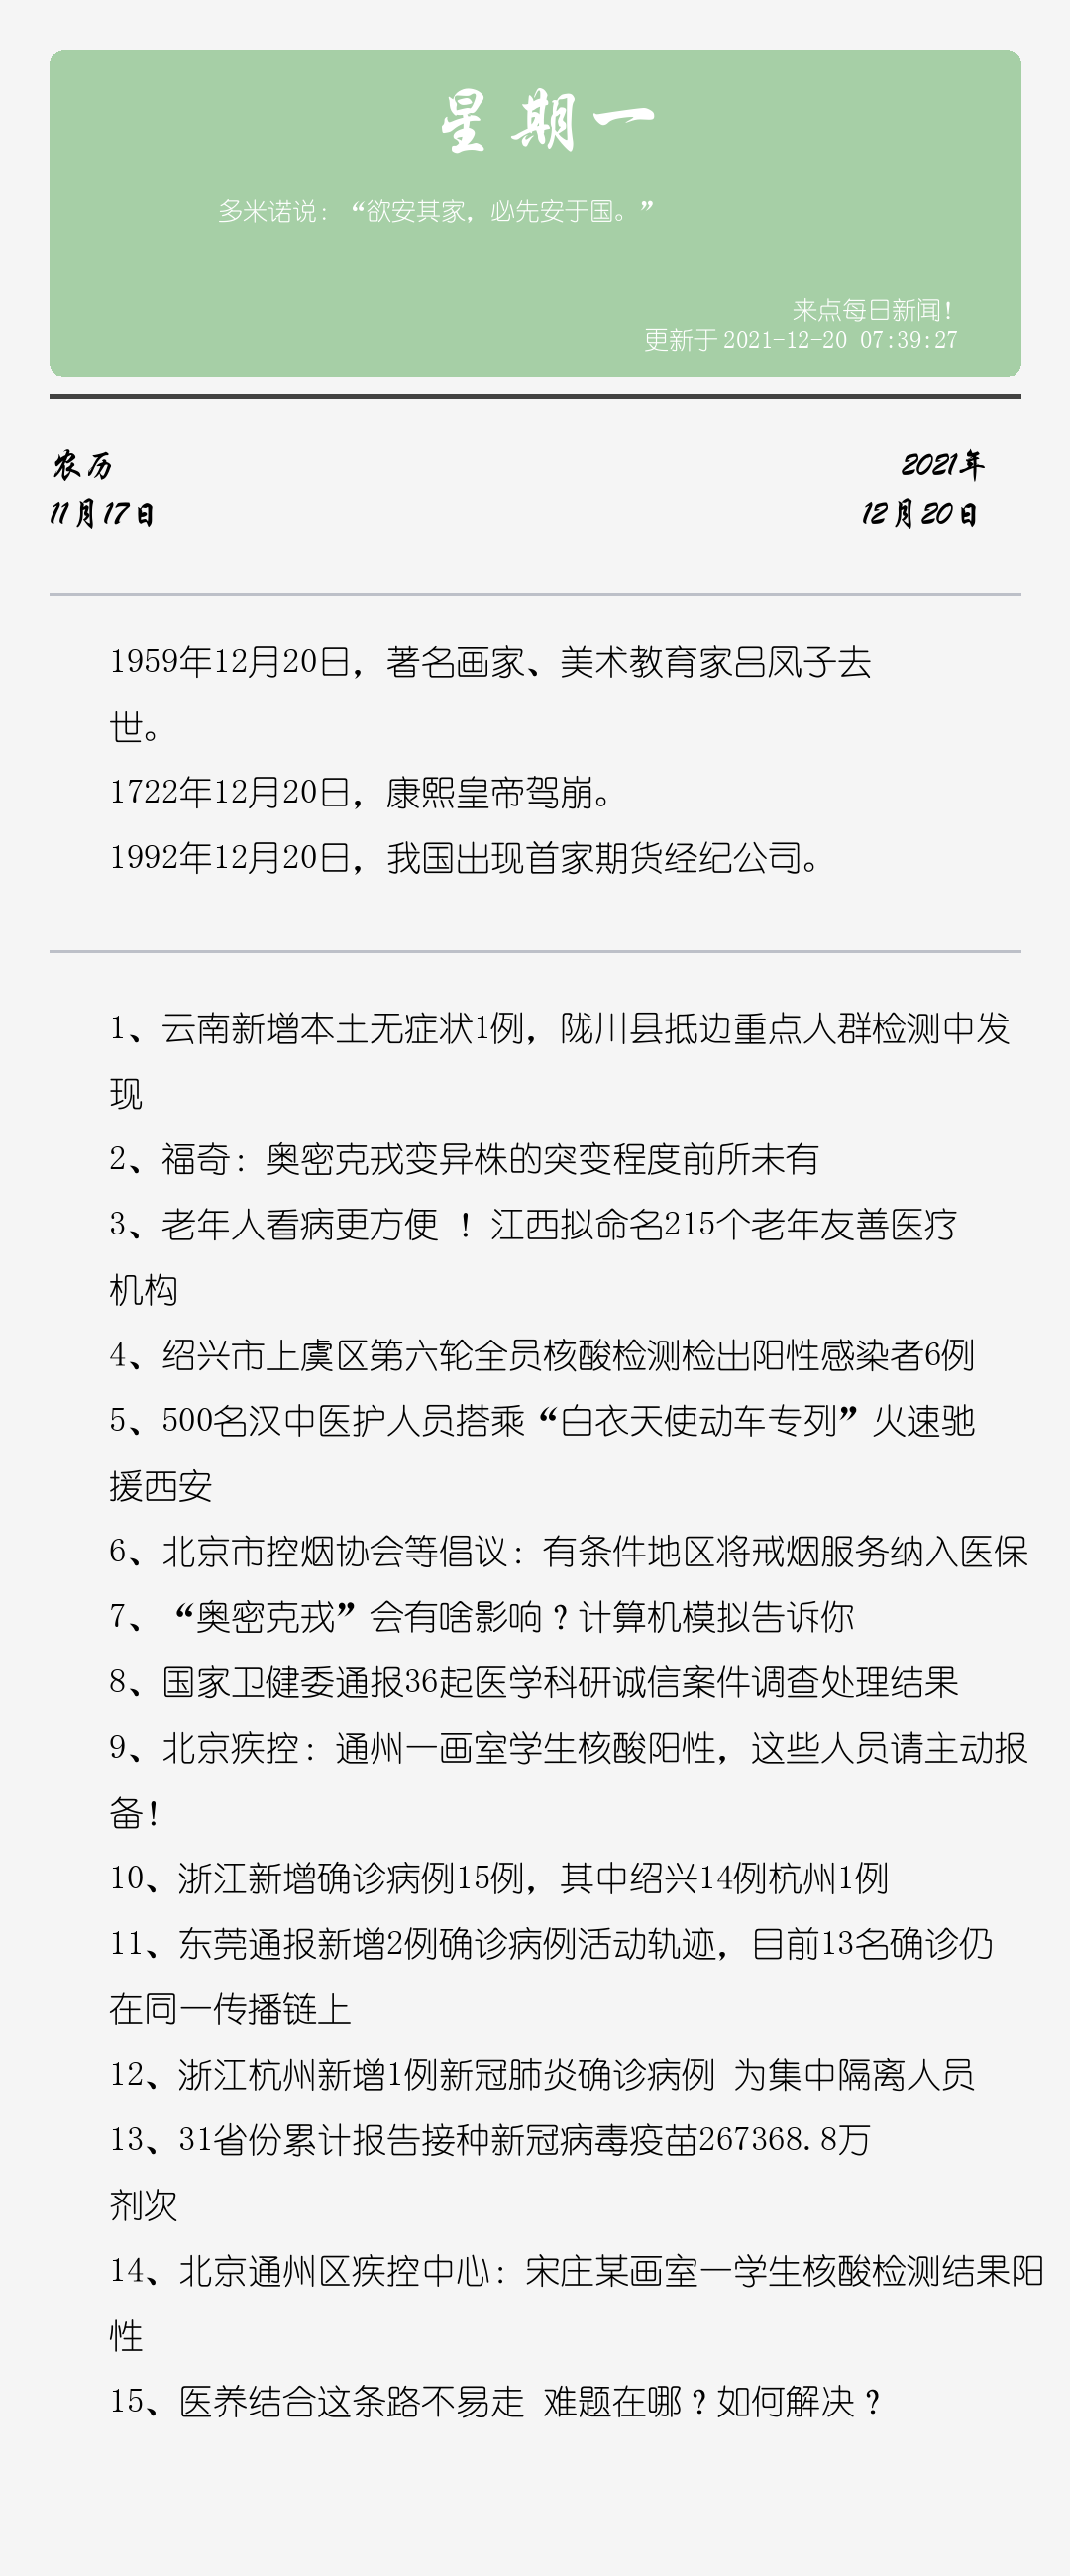 星期一
多米诺说：“欲安其家，必先安于国。”
来点每日新闻！
更新于2021-12-20 07:39:27
农历
2021年
11月17日
12月20日
1959年12月20日，著名画家、美术教育家吕凤子去
世。
1722年12月20日，康熙皇帝驾崩。
1992年12月20日，我国出现首家期货经纪公司。
1、云南新增本土无症状1例，陇川县抵边重点人群检测中发
现
2、福奇：奥密克戎变异株的突变程度前所未有
3、老年人看病更方便 ！江西拟命名215个老年友善医疗
机构
4、绍兴市上虞区第六轮全员核酸检测检出阳性感染者6例
5、500名汉中医护人员搭乘“白衣天使动车专列”火速驰
援西安
6、北京市控烟协会等倡议：有条件地区将戒烟服务纳入医保
7、“奥密克戎”会有啥影响？计算机模拟告诉你
8、国家卫健委通报36起医学科研诚信案件调查处理结果
9、北京疾控：通州一画室学生核酸阳性，这些人员请主动报
备！
10、浙江新增确诊病例15例，其中绍兴14例杭州1例
11、东莞通报新增2例确诊病例活动轨迹，目前13名确诊仍
在同一传播链上
12、浙江杭州新增1例新冠肺炎确诊病例 为集中隔离人员
13、31省份累计报告接种新冠病毒疫苗267368.8万
剂次
14、北京通州区疾控中心：宋庄某画室一学生核酸检测结果阳
性
15、医养结合这条路不易走 难题在哪？如何解决？